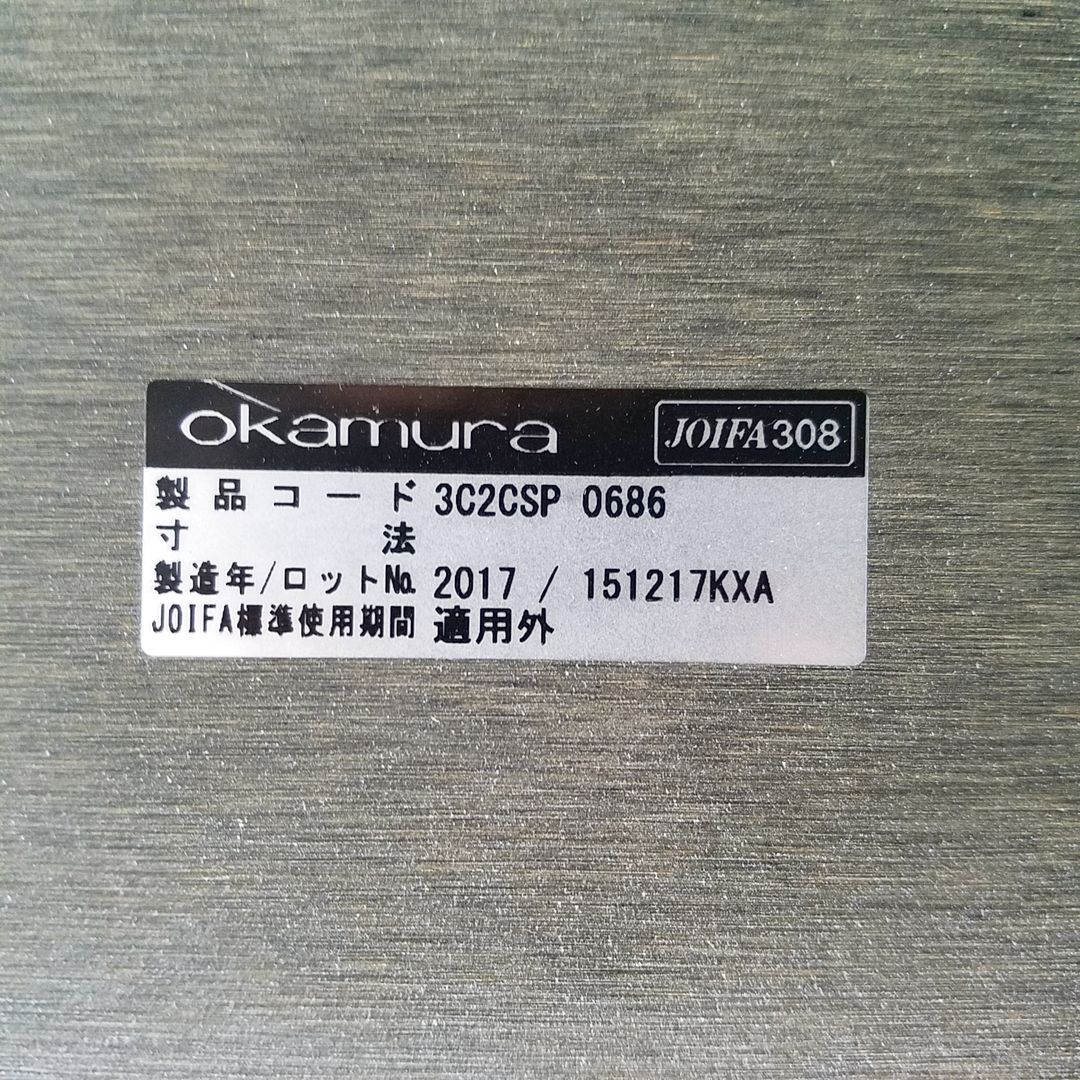 okamura JOIFA308
製品コード 3C2CSP 0686
寸法
製造年/ロットNo. 2017 / 151217KXA
JOIFA標準使用期間 適用外